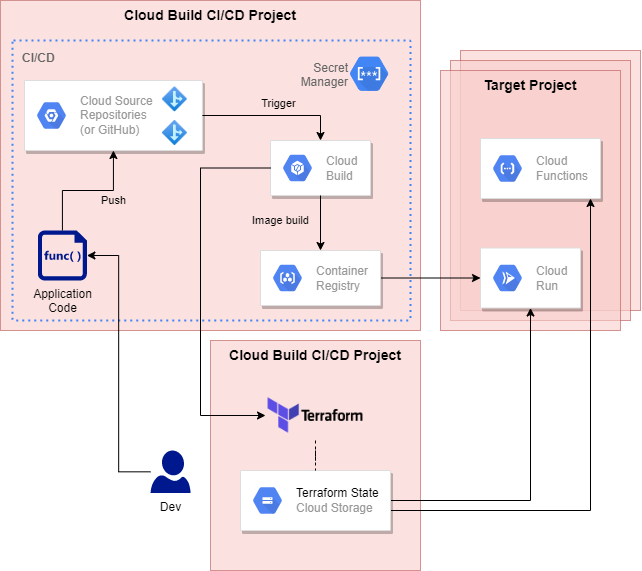 Cloud Build CI/CD Project
CI/CD
Secret
Manager
[***]
Cloud Source
Repositories
(or GitHub)
Trigger
Cloud
Build
Push
Image build
func( )
Application
Code
Container
Registry
Target Project
Cloud
Functions
Cloud
Run
Cloud Build CI/CD Project
Terraform
Terraform State
Cloud Storage
Dev